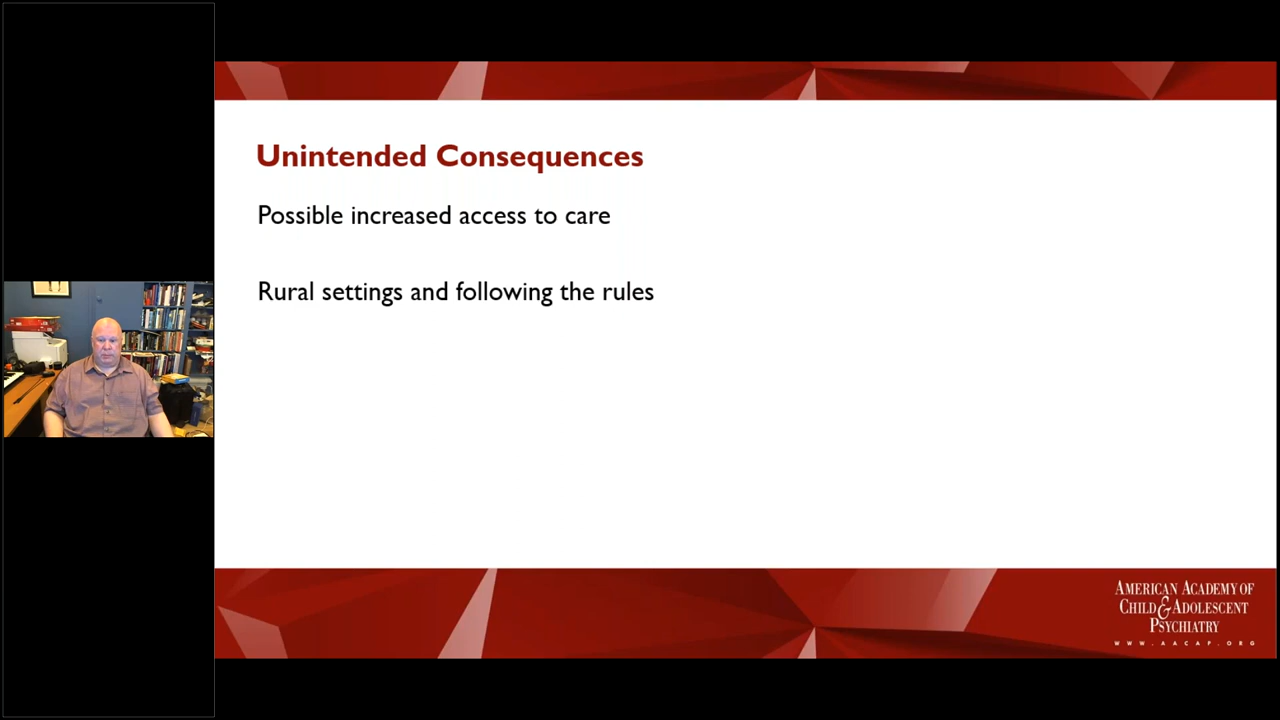 Unintended Consequences
Possible increased access to care
Rural settings and following the rules
AMERICAN ACADEMY OF
CHILD & ADOLESCENT
PSYCHIATRY
WWW.AACAP.ORG